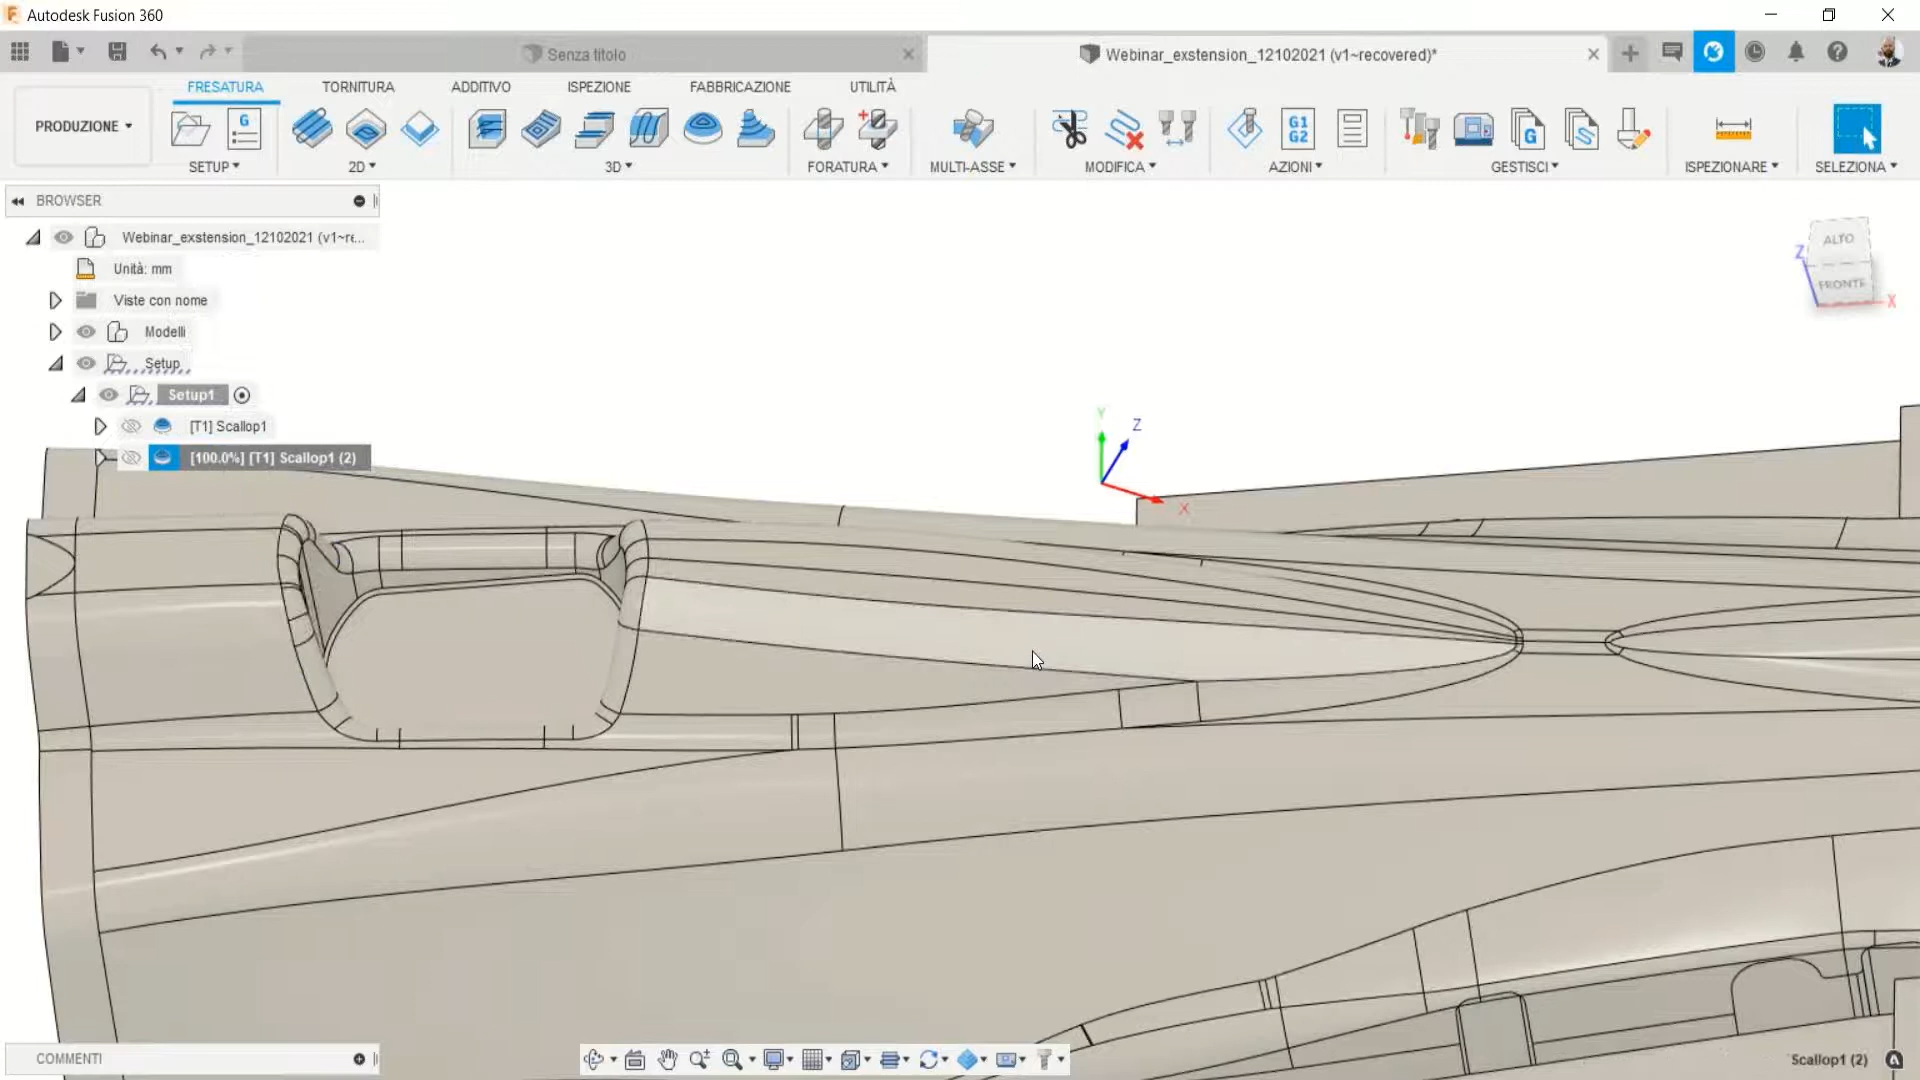 Autodesk Fusion 360
Senza titolo
Webinar_exstension_12102021 (v1~recovered)*
PRODUZIONE
FRESATURA
TORNITURA
ADDITIVO
ISPEZIONE
FABBRICAZIONE
UTILITÀ
G
G1
G2
G
SETUP
2D
3D
FORATURA
MULTI-ASSE
MODIFICA
AZIONI
GESTISCI
ISPEZIONARE
SELEZIONA
BROWSER
Webinar_exstension_12102021 (v1~re...
Unità: mm
Viste con nome
Modelli
Setup
Setup1
[T1] Scallop1
[100.0%] [T1] Scallop1 (2)
ALTO
FRONTE
Z
X
Y
Z
X
COMMENTI
Scallop1 (2)